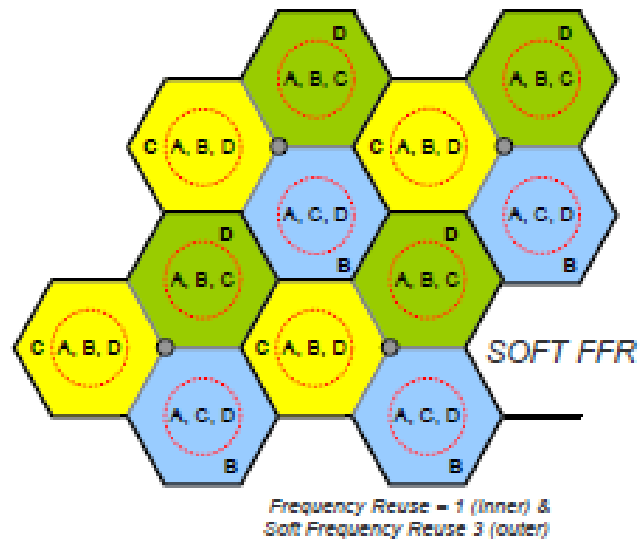 D
D
A, B, C
A, B, C
C A, B, D
C A, B, D
A, C, D
A, C, D
D
D
B
B
A, B, C
A, B, C
C A, B, D
C A, B, D
SOFT FFR
A, C, D
A, C, D
B
B
Frequency Reuse = 1 (Inner) &
Soft Frequency Reuse 3 (outer)